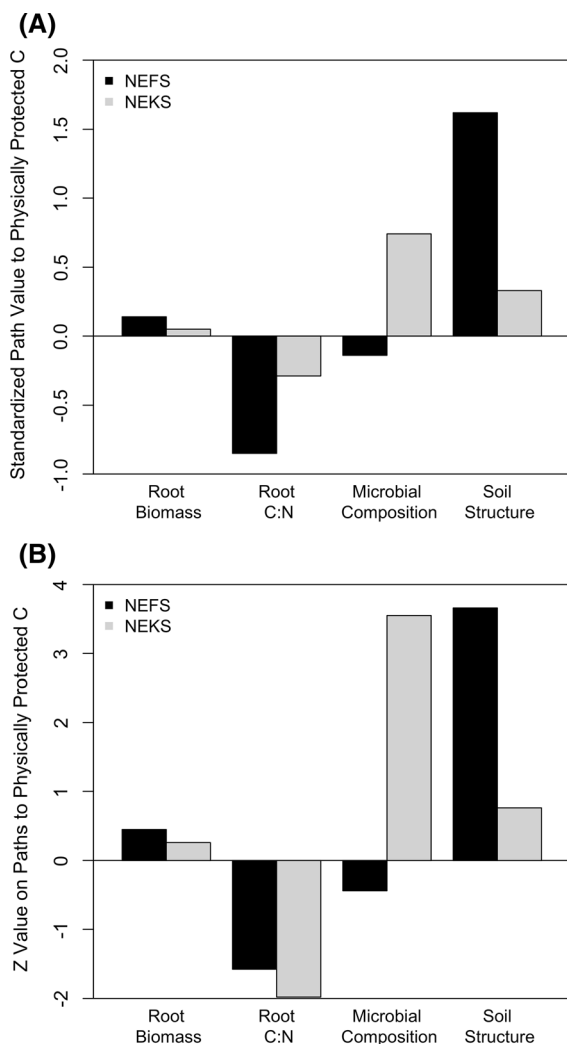 (A)
Standardized Path Value to Physically Protected C
2.0
1.5
1.0
0.5
0.0
-0.5
-1.0
NEFS
NEKS
Root Biomass
Root C:N
Microbial Composition
Soil Structure
(B)
Z Value on Paths to Physically Protected C
4
3
2
1
0
-1
-2
NEFS
NEKS
Root Biomass
Root C:N
Microbial Composition
Soil Structure